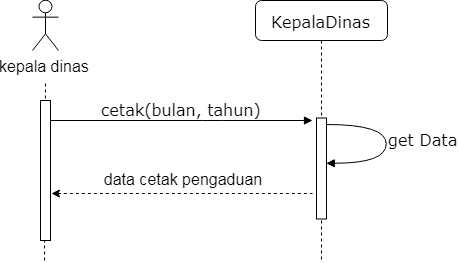 KepalaDinas
kepala dinas
cetak(bulan, tahun)
get Data
data cetak pengaduan